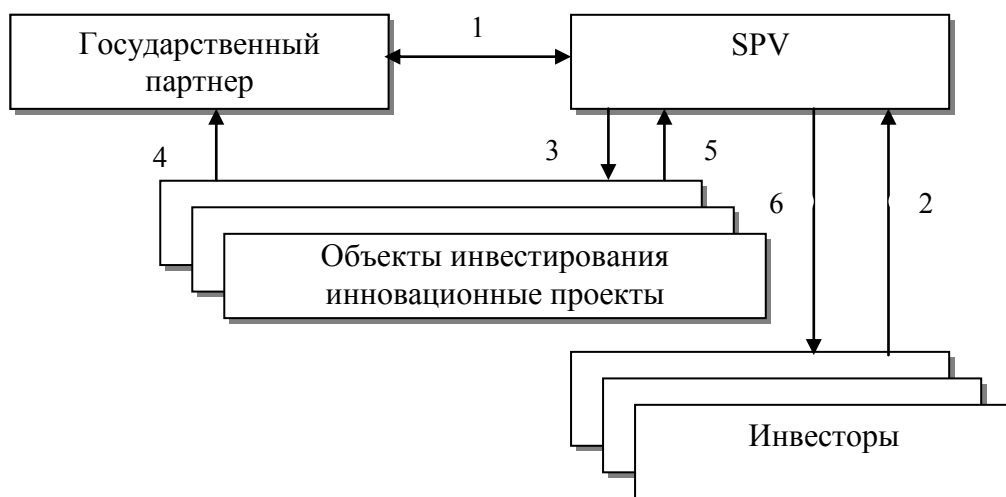 Государственный
партнер
1
SPV
4
3
5
6
2
Объекты инвестирования
инновационные проекты
Инвесторы